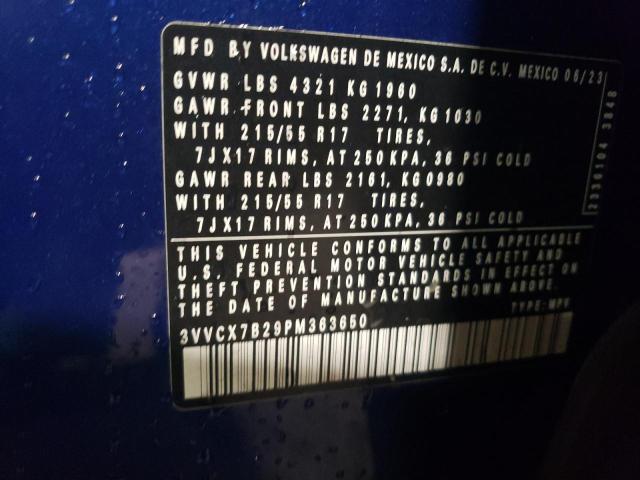 MFD BY VOLKSWAGEN DE MEXICO S.A. DE C.V. MEXICO 06/23
GVWR LBS 4321 KG 1960
GAWR-FRONT LBS 2271, KG 1030
WITH 215/55 R17 TIRES,
7JX17 RIMS, AT 250 KPA, 36 PSI COLD
GAWR REAR LBS 2161, KG 0980
WITH 215/55 R17 TIRES,
7JX17 RIMS, AT 250 KPA, 36 PSI COLD
THIS VEHICLE CONFORMS TO ALL APPLICABLE
U.S. FEDERAL MOTOR VEHICLE SAFETY AND
THEFT PREVENTION STANDARDS IN EFFECT ON
THE DATE OF MANUFACTURE SHOWN ABOVE.
3VVCX7B29PM363650 TYPE:MPV
2336104 3848